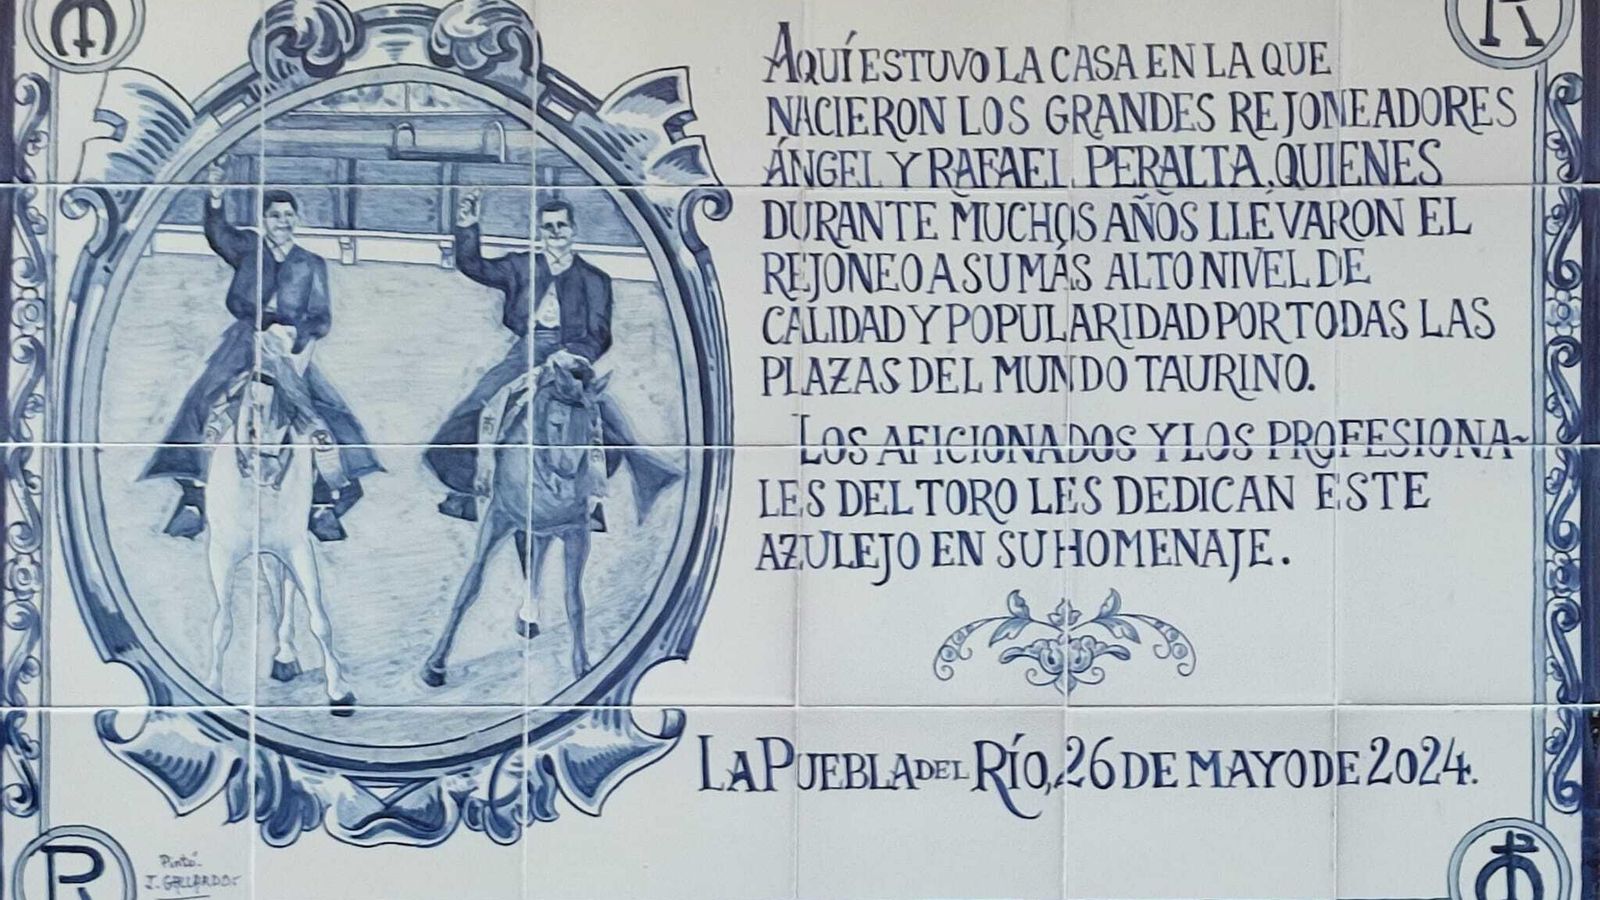 AQUÍ ESTUVO LA CASA EN LA QUE
NACIERON LOS GRANDES REJONEADORES
ÁNGEL Y RAFAEL PERALTA, QUIENES
DURANTE MUCHOS AÑOS LLEVARON EL
REJONEO A SU MÁS ALTO NIVEL DE
CALIDAD Y POPULARIDAD POR TODAS LAS
PLAZAS DEL MUNDO TAURINO.
LOS AFICIONADOS Y LOS PROFESIONA-
LES DEL TORO LES DEDICAN ESTE
AZULEJO EN SU HOMENAJE.
LA PUEBLA DEL RÍO, 26 DE MAYO DE 2024.
Pintó-
J. GALLARDO